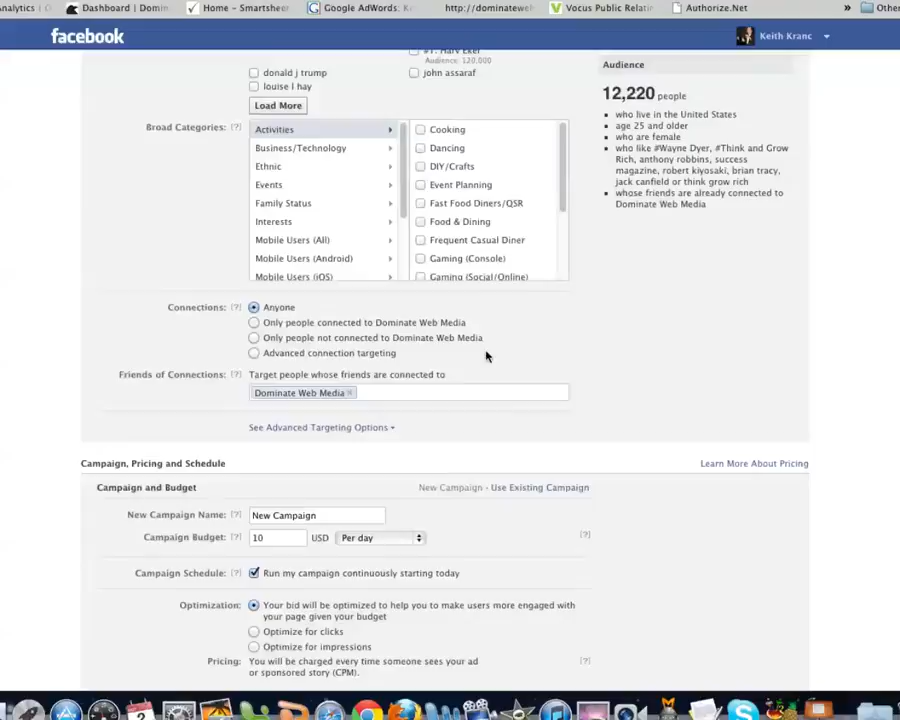 nalytics
Dashboard | Domin
Home – Smartshee
Google AdWords: K
http://dominatewe
Vocus Public Relati
Authorize.Net
»
Othe
facebook
Keith Kranc
#T. Harv Eker
Audience: 120,000
donald j trump
john assaraf
louise l hay
Load More
Audience
12,220 people
who live in the United States
age 25 and older
who are female
who like #Wayne Dyer, #Think and Grow
Rich, anthony robbins, success
magazine, robert kiyosaki, brian tracy,
jack canfield or think grow rich
whose friends are already connected to
Dominate Web Media
Broad Categories: [?]
Activities
Business/Technology
Ethnic
Events
Family Status
Interests
Mobile Users (All)
Mobile Users (Android)
Mobile Users (iOS)
Cooking
Dancing
DIY/Crafts
Event Planning
Fast Food Diners/QSR
Food & Dining
Frequent Casual Diner
Gaming (Console)
Gaming (Social/Online)
Connections: [?]
Anyone
Only people connected to Dominate Web Media
Only people not connected to Dominate Web Media
Advanced connection targeting
Friends of Connections: [?]
Target people whose friends are connected to
Dominate Web Media ×
See Advanced Targeting Options
Campaign, Pricing and Schedule
Learn More About Pricing
Campaign and Budget
New Campaign · Use Existing Campaign
New Campaign Name: [?] New Campaign
Campaign Budget: [?] 10 USD Per day [?]
Campaign Schedule: [?] Run my campaign continuously starting today
Optimization: [?] Your bid will be optimized to help you to make users more engaged with
your page given your budget
Optimize for clicks
Optimize for impressions
Pricing: You will be charged every time someone sees your ad [?]
or sponsored story (CPM).